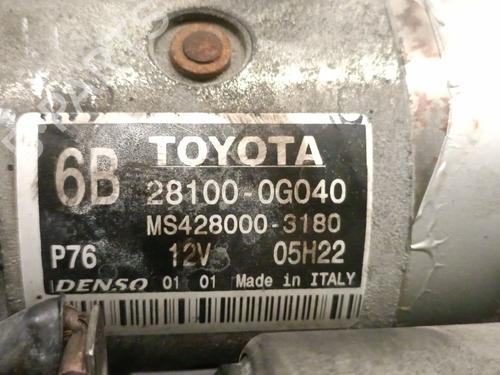 6B TOYOTA
28100-0G040
MS428000-3180
P76 12V 05H22
DENSO 01 01 Made in ITALY